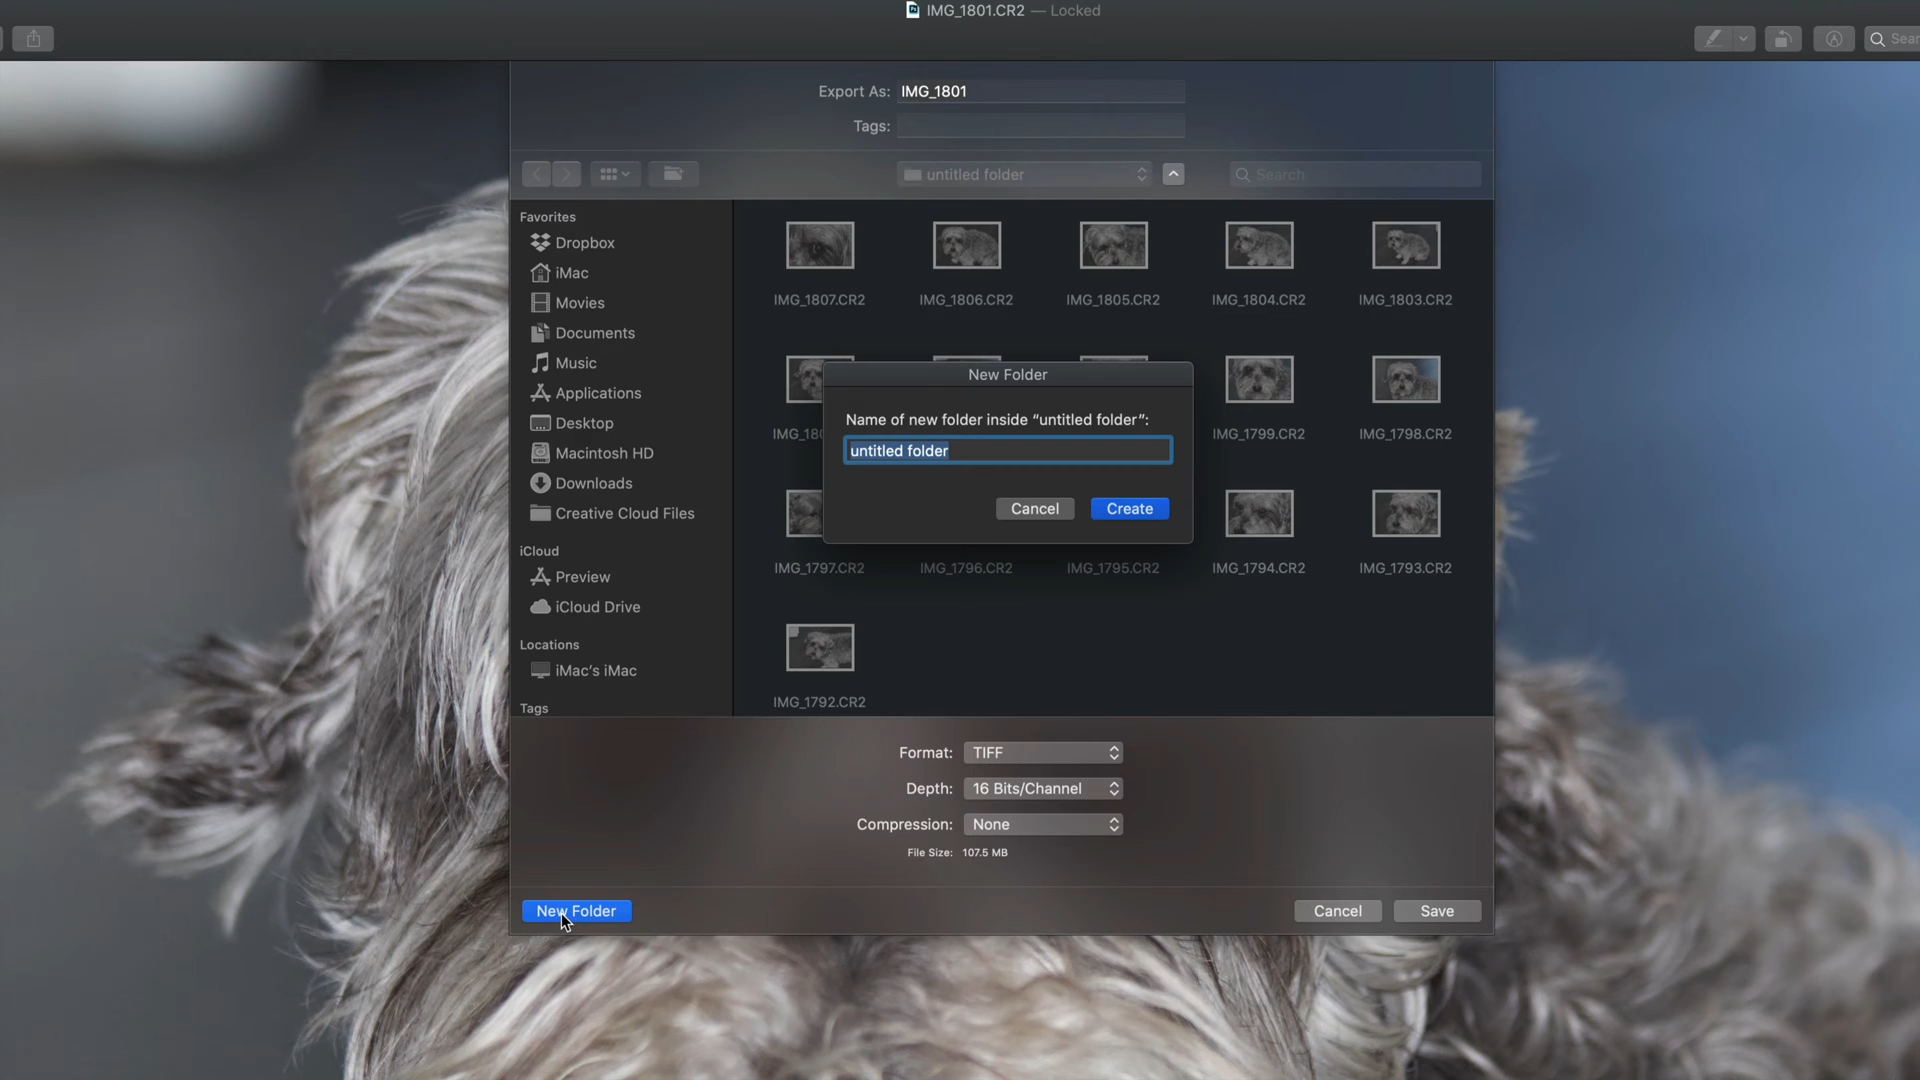 IMG_1801.CR2 — Locked
Export As: IMG_1801
Tags:
untitled folder
Search
Favorites
Dropbox
iMac
Movies
Documents
Music
Applications
Desktop
Macintosh HD
Downloads
Creative Cloud Files
iCloud
Preview
iCloud Drive
Locations
iMac's iMac
Tags
IMG_1807.CR2 IMG_1806.CR2 IMG_1805.CR2 IMG_1804.CR2 IMG_1803.CR2
IMG_1799.CR2 IMG_1798.CR2
IMG_1797.CR2 IMG_1796.CR2 IMG_1795.CR2 IMG_1794.CR2 IMG_1793.CR2
IMG_1792.CR2
New Folder
Name of new folder inside “untitled folder”:
untitled folder
Cancel Create
Format: TIFF
Depth: 16 Bits/Channel
Compression: None
File Size: 107.5 MB
New Folder Cancel Save